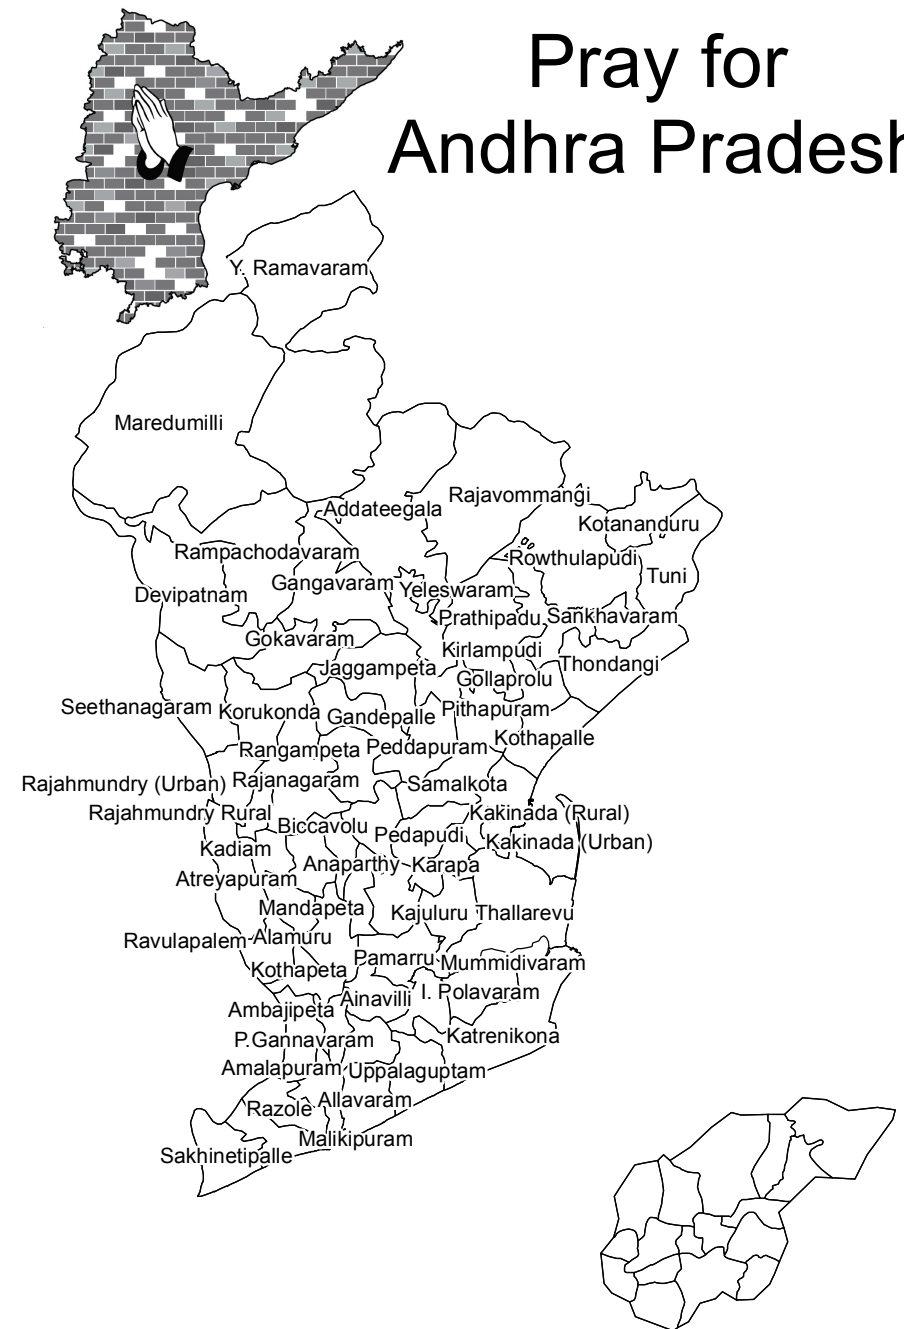 Pray for
Andhra Pradesh
Y. Ramavaram
Maredumilli
Rajavommangi
Addateegala
Kotananduru
Rampachodavaram
Rowthulapudi
Tuni
Gangavaram
Yeleswaram
Devipatnam
Prathipadu
Sankhavaram
Gokavaram
Kirlampudi
Jaggampeta
Thondangi
Gollaprolu
Seethanagaram
Korukonda
Gandepalle
Pithapuram
Rangampeta
Peddapuram
Kothapalle
Rajahmundry (Urban)
Rajanagaram
Samalkota
Rajahmundry Rural
Kakinada (Rural)
Biccavolu
Pedapudi
Kakinada (Urban)
Kadiam
Anaparthy
Karapa
Atreyapuram
Mandapeta
Kajuluru
Thallarevu
Ravulapalem
Alamuru
Pamarru
Mummidivaram
Kothapeta
Ainavilli
I. Polavaram
Ambajipeta
P.Gannavaram
Katrenikona
Amalapuram
Uppalaguptam
Razole
Allavaram
Malikipuram
Sakhinetipalle